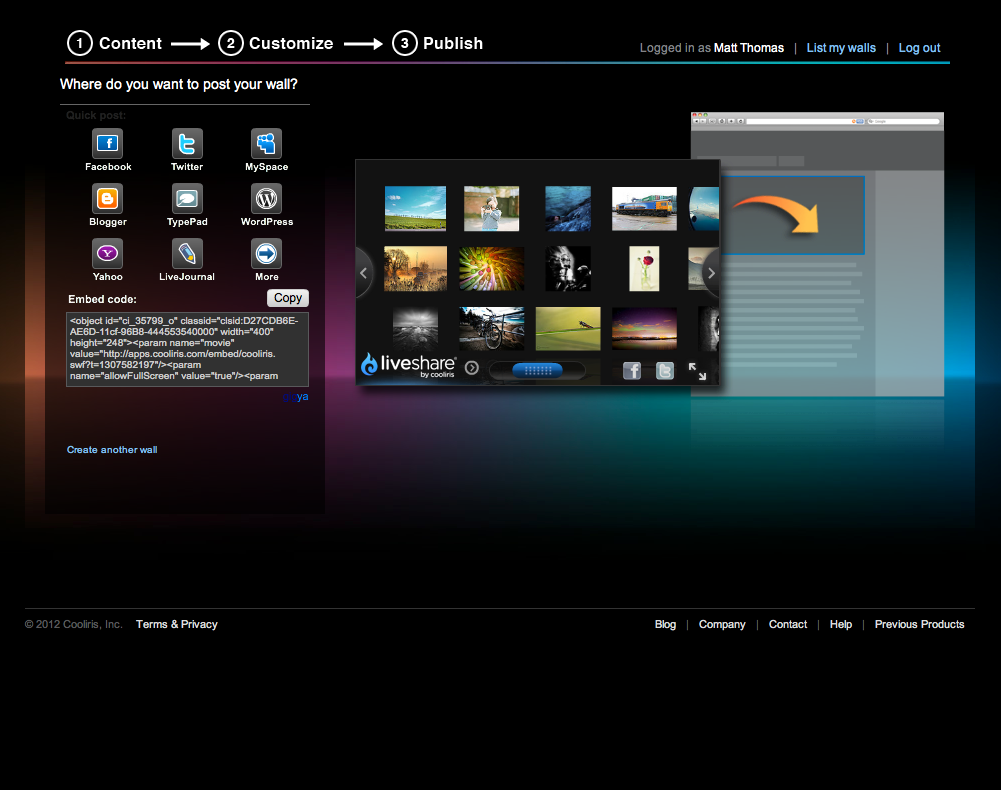 1 Content 2 Customize 3 Publish
Logged in as Matt Thomas | List my walls | Log out
Where do you want to post your wall?
Quick post:
Facebook Twitter MySpace
Blogger TypePad WordPress
Yahoo LiveJournal More
Embed code: Copy
<object id="ci_35799_o" classid="clsid:D27CDB6E-
AE6D-11cf-96B8-444553540000" width="400"
height="248"><param name="movie"
value="http://apps.cooliris.com/embed/cooliris.
swf?t=1307582197"/><param
name="allowFullScreen" value="true"/><param
ya
Create another wall
liveshare
by cooliris
© 2012 Cooliris, Inc. Terms & Privacy
Blog | Company | Contact | Help | Previous Products